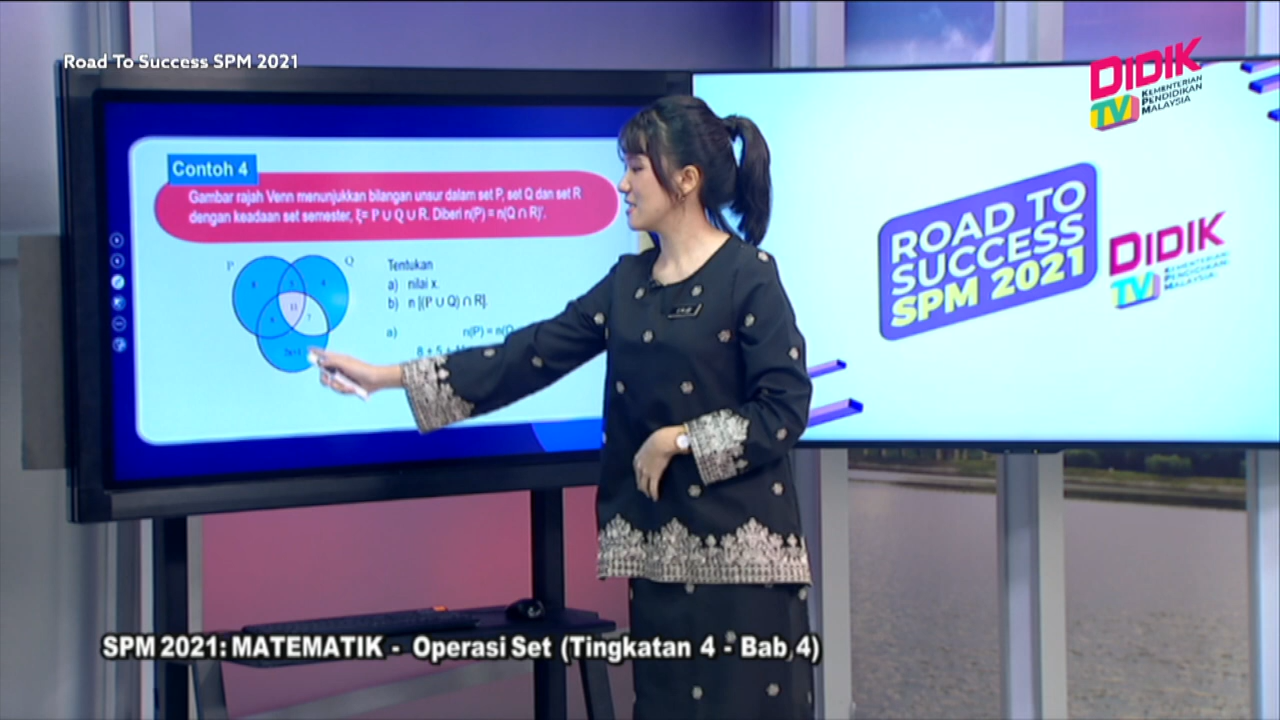 Road To Success SPM 2021
DIDIK
TV
KEMENTERIAN
PENDIDIKAN
MALAYSIA
Contoh 4
Gambar rajah Venn menunjukkan bilangan unsur dalam set P, set Q dan set R
dengan keadaan set semester, ξ= P ∪ Q ∪ R. Diberi n(P) = n(Q ∩ R)'.
P
Q
Tentukan
a) nilai x.
b) n [(P ∪ Q) ∩ R].
a) n(P) = n(Q
8 + 5 +
ROAD TO
SUCCESS
SPM 2021
DIDIK
TV
KEMENTERIAN
PENDIDIKAN
MALAYSIA
SPM 2021: MATEMATIK - Operasi Set (Tingkatan 4 - Bab 4)